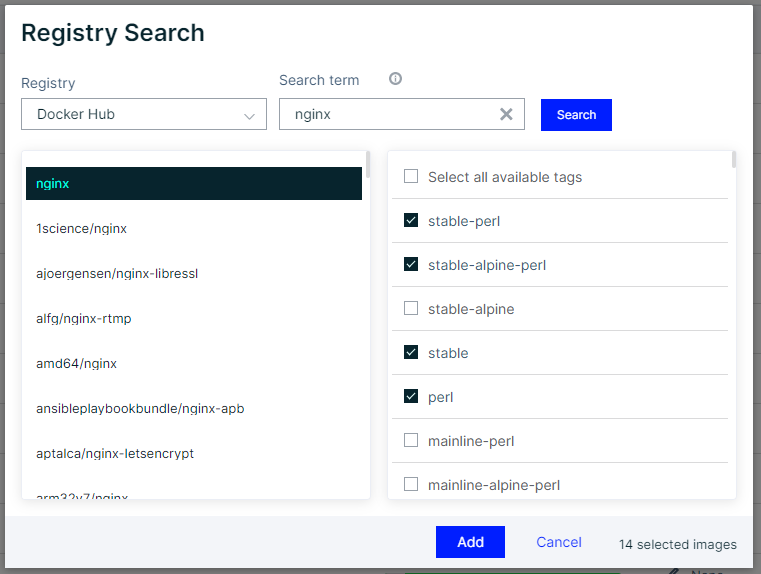 Registry Search
Registry
Search term
Docker Hub
nginx
Search
nginx
1science/nginx
ajoergensen/nginx-libressl
alfg/nginx-rtmp
amd64/nginx
ansibleplaybookbundle/nginx-apb
aptalca/nginx-letsencrypt
arm32v7/nginx
Select all available tags
stable-perl
stable-alpine-perl
stable-alpine
stable
perl
mainline-perl
mainline-alpine-perl
Add
Cancel
14 selected images